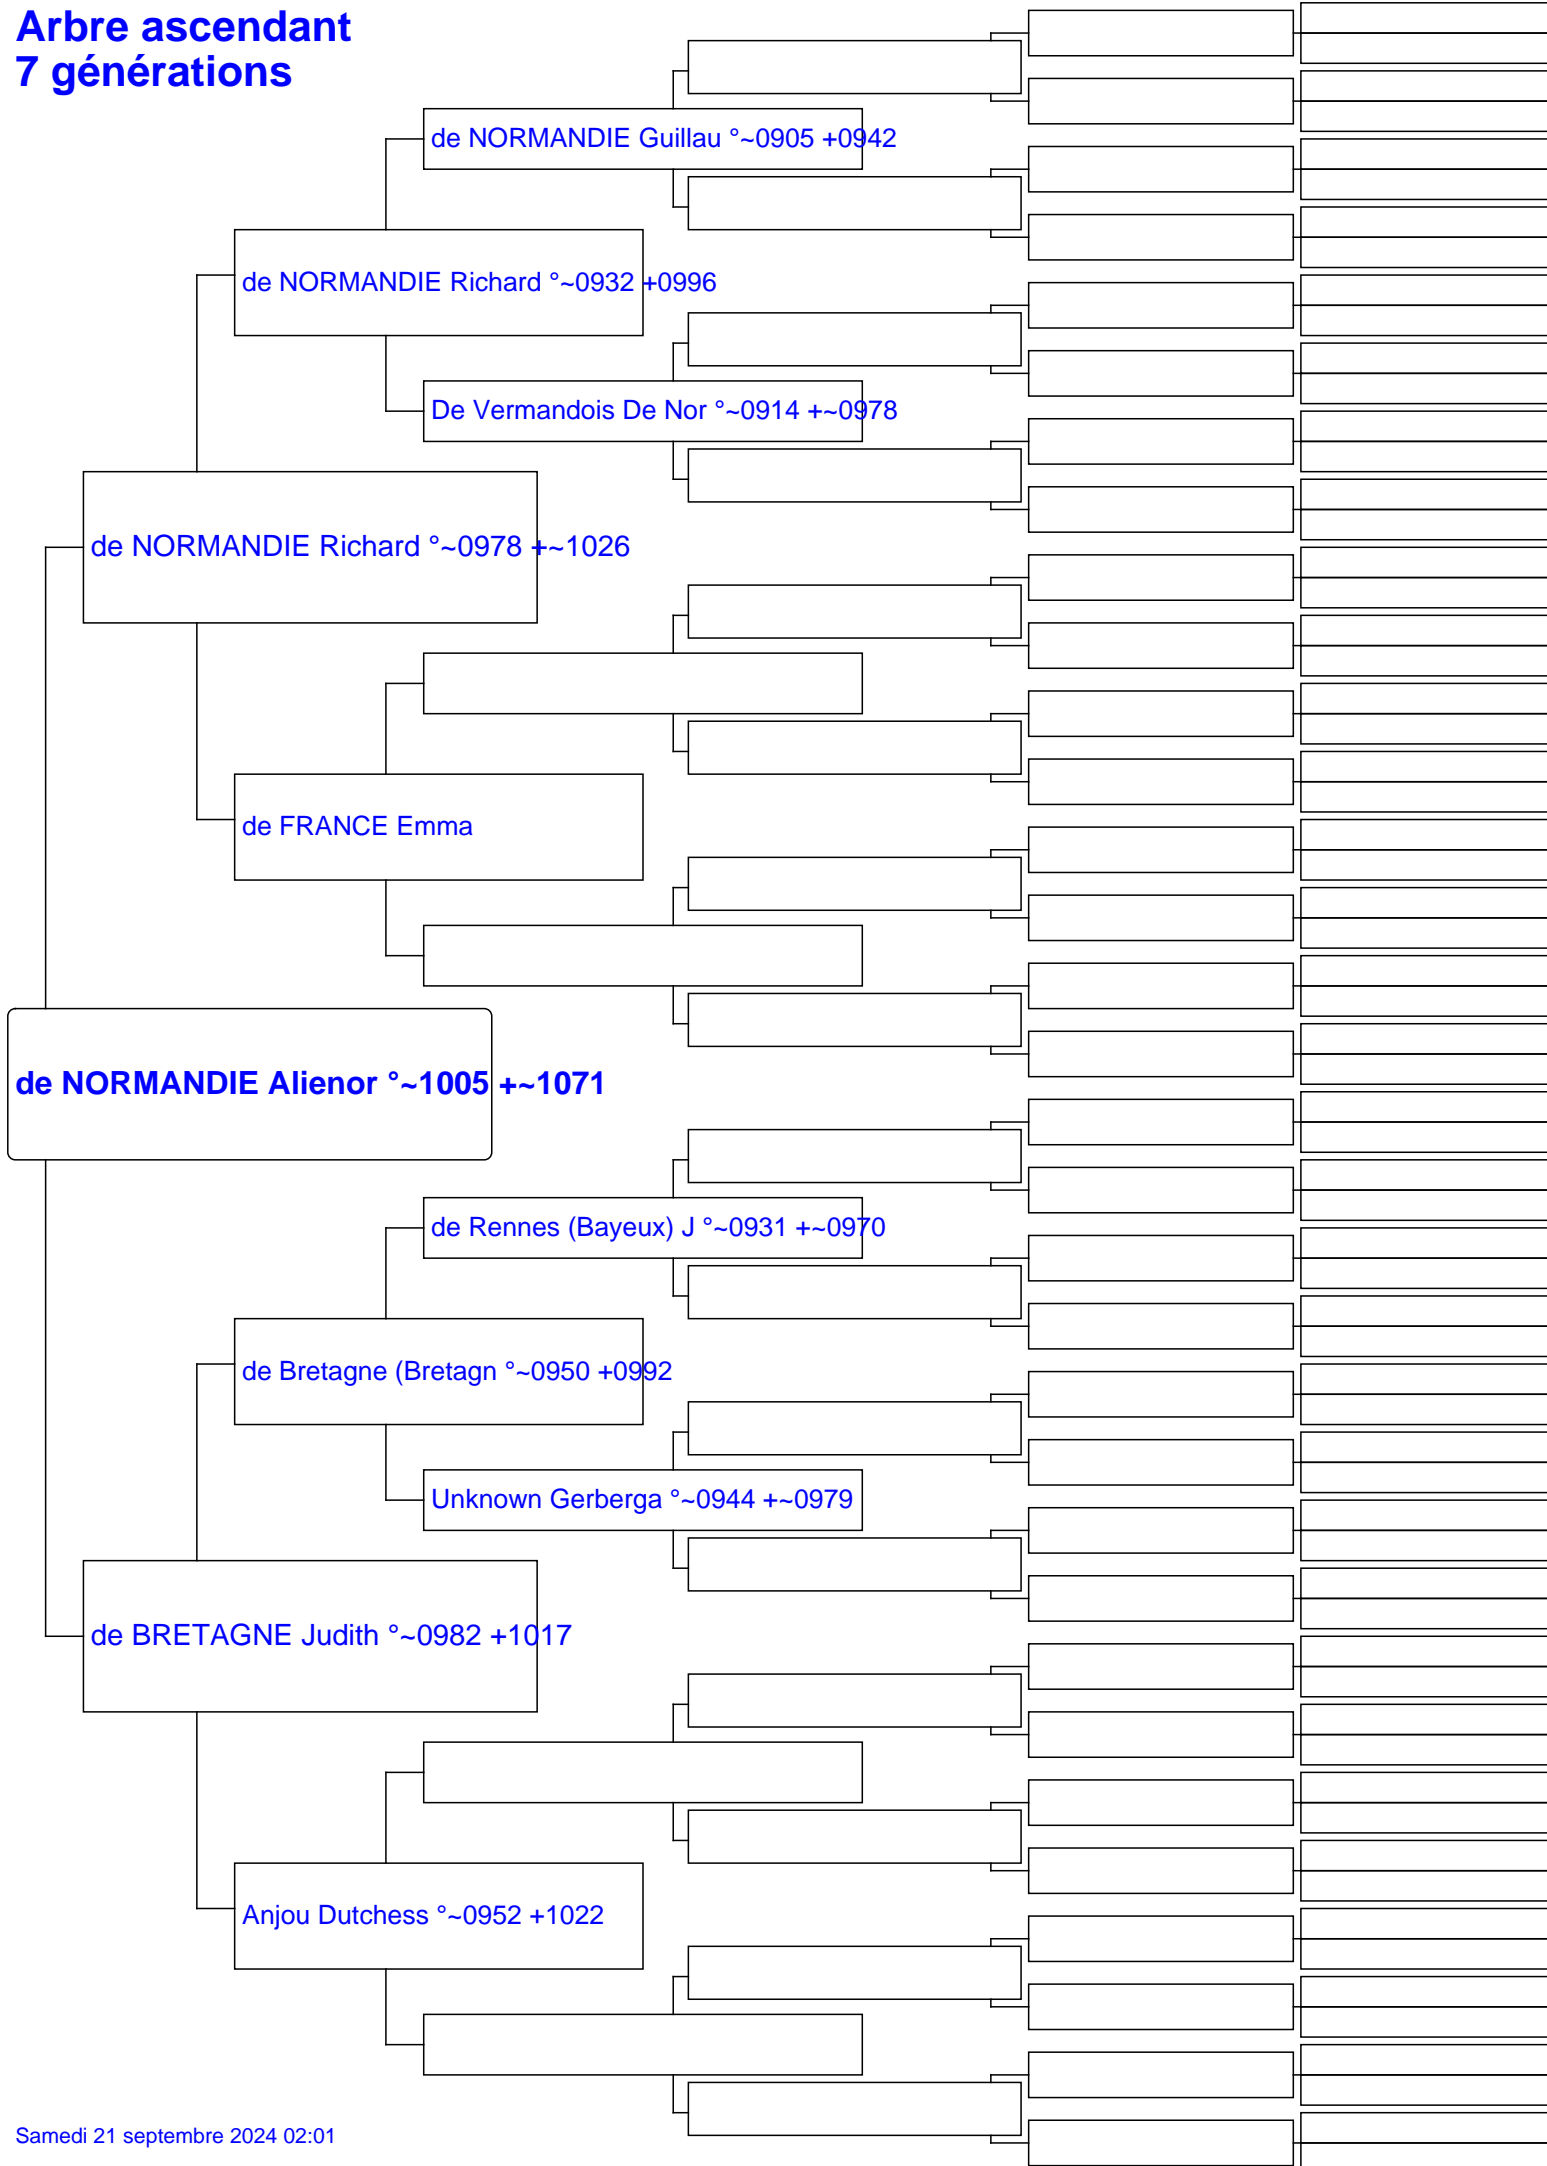 Arbre ascendant
7 générations
de NORMANDIE Guillau °~0905 +0942
de NORMANDIE Richard °~0932 +0996
De Vermandois De Nor °~0914 +~0978
de NORMANDIE Richard °~0978 +~1026
de FRANCE Emma
de NORMANDIE Alienor °~1005 +~1071
de Rennes (Bayeux) J °~0931 +~0970
de Bretagne (Bretagn °~0950 +0992
Unknown Gerberga °~0944 +~0979
de BRETAGNE Judith °~0982 +1017
Anjou Dutchess °~0952 +1022
Samedi 21 septembre 2024 02:01